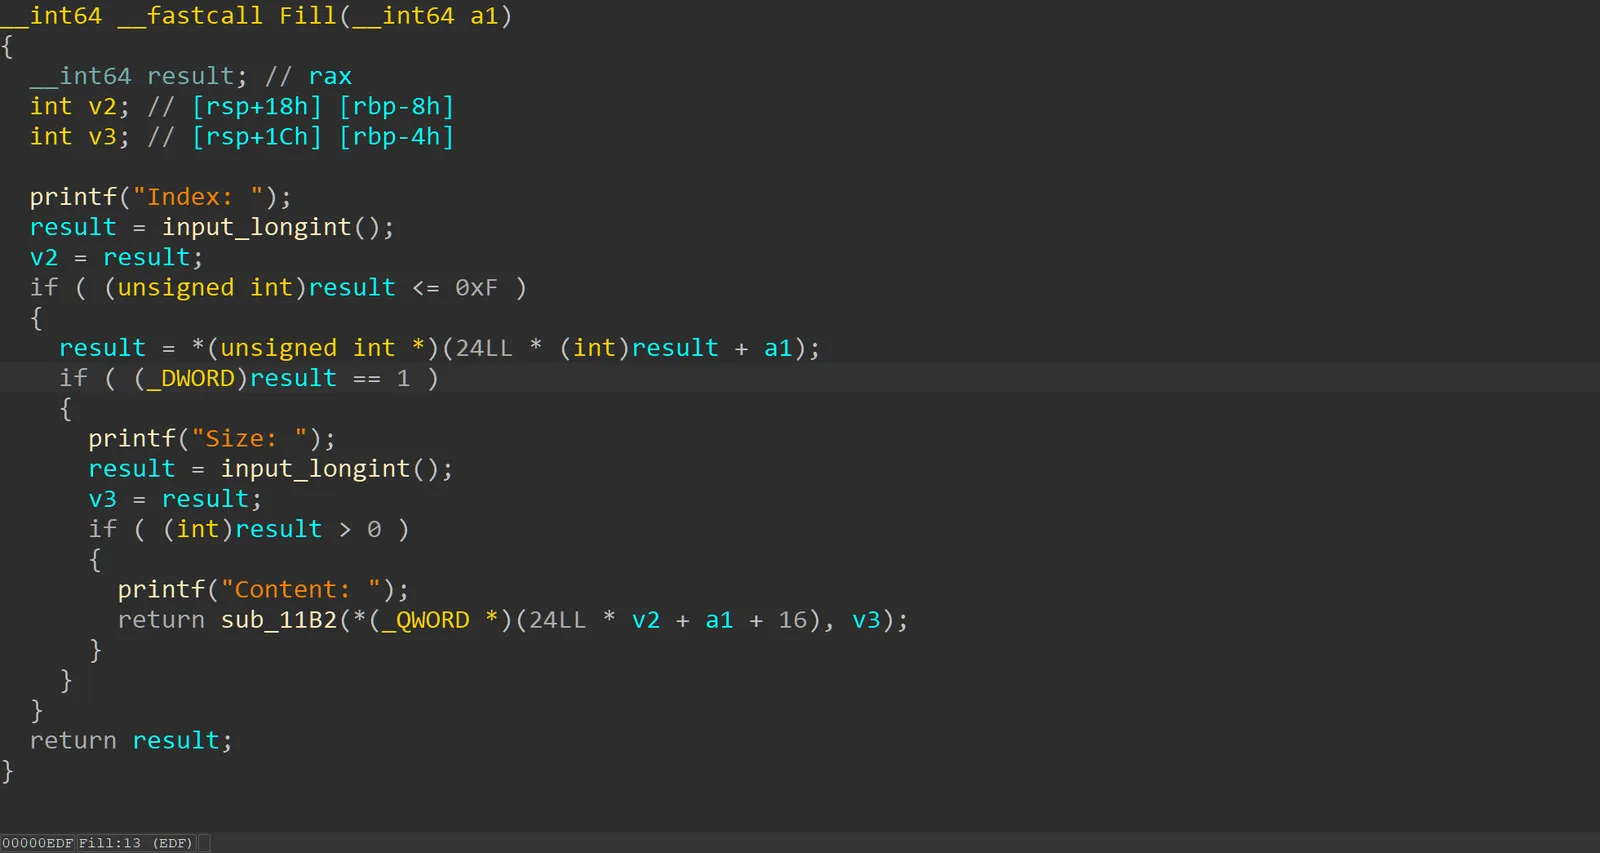 __int64 __fastcall Fill(__int64 a1)
{
  __int64 result; // rax
  int v2; // [rsp+18h] [rbp-8h]
  int v3; // [rsp+1Ch] [rbp-4h]

  printf("Index: ");
  result = input_longint();
  v2 = result;
  if ( (unsigned int)result <= 0xF )
  {
    result = *(unsigned int *)(24LL * (int)result + a1);
    if ( (_DWORD)result == 1 )
    {
      printf("Size: ");
      result = input_longint();
      v3 = result;
      if ( (int)result > 0 )
      {
        printf("Content: ");
        return sub_11B2(*(_QWORD *)(24LL * v2 + a1 + 16), v3);
      }
    }
  }
  return result;
}
00000EDF Fill:13 (EDF)